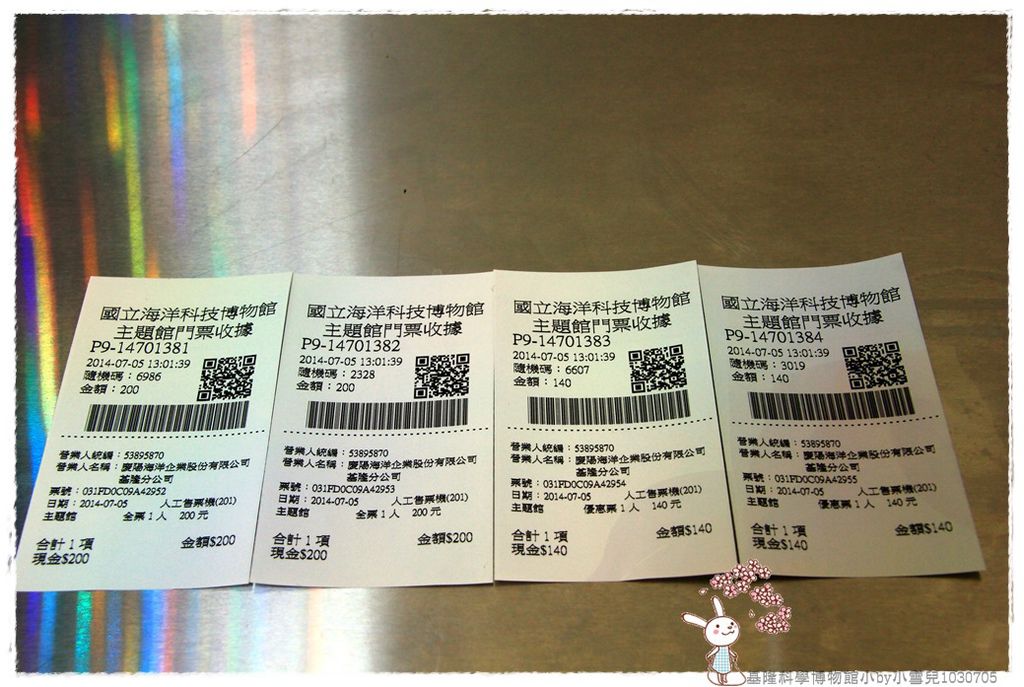 國立海洋科技博物館
主題館門票收據
P9-14701381
2014-07-05 13:01:39
隨機碼：6986
金額：200
營業人統編：53895870
營業人名稱：慶陽海洋企業股份有限公司
基隆分公司
票號：031FD0C09A42952
日期：2014-07-05 人工售票機(201)
主題館 全票 1 人 200 元
合計 1 項 金額$200
現金$200
國立海洋科技博物館
主題館門票收據
P9-14701382
2014-07-05 13:01:39
隨機碼：2328
金額：200
營業人統編：53895870
營業人名稱：慶陽海洋企業股份有限公司
基隆分公司
票號：031FD0C09A42953
日期：2014-07-05 人工售票機(201)
主題館 全票 1 人 200 元
合計 1 項 金額$200
現金$200
國立海洋科技博物館
主題館門票收據
P9-14701383
2014-07-05 13:01:39
隨機碼：6607
金額：140
營業人統編：53895870
營業人名稱：慶陽海洋企業股份有限公司
基隆分公司
票號：031FD0C09A42954
日期：2014-07-05 人工售票機(201)
主題館 優惠票 1 人 140 元
合計 1 項 金額$140
現金$140
國立海洋科技博物館
主題館門票收據
P9-14701384
2014-07-05 13:01:39
隨機碼：3019
金額：140
營業人統編：53895870
營業人名稱：慶陽海洋企業股份有限公司
基隆分公司
票號：031FD0C09A42955
日期：2014-07-05 人工售票機(201)
主題館 優惠票 1 人 140 元
合計 1 項 金額$140
現金$140
基隆科學博物館小by小雪兒1030705